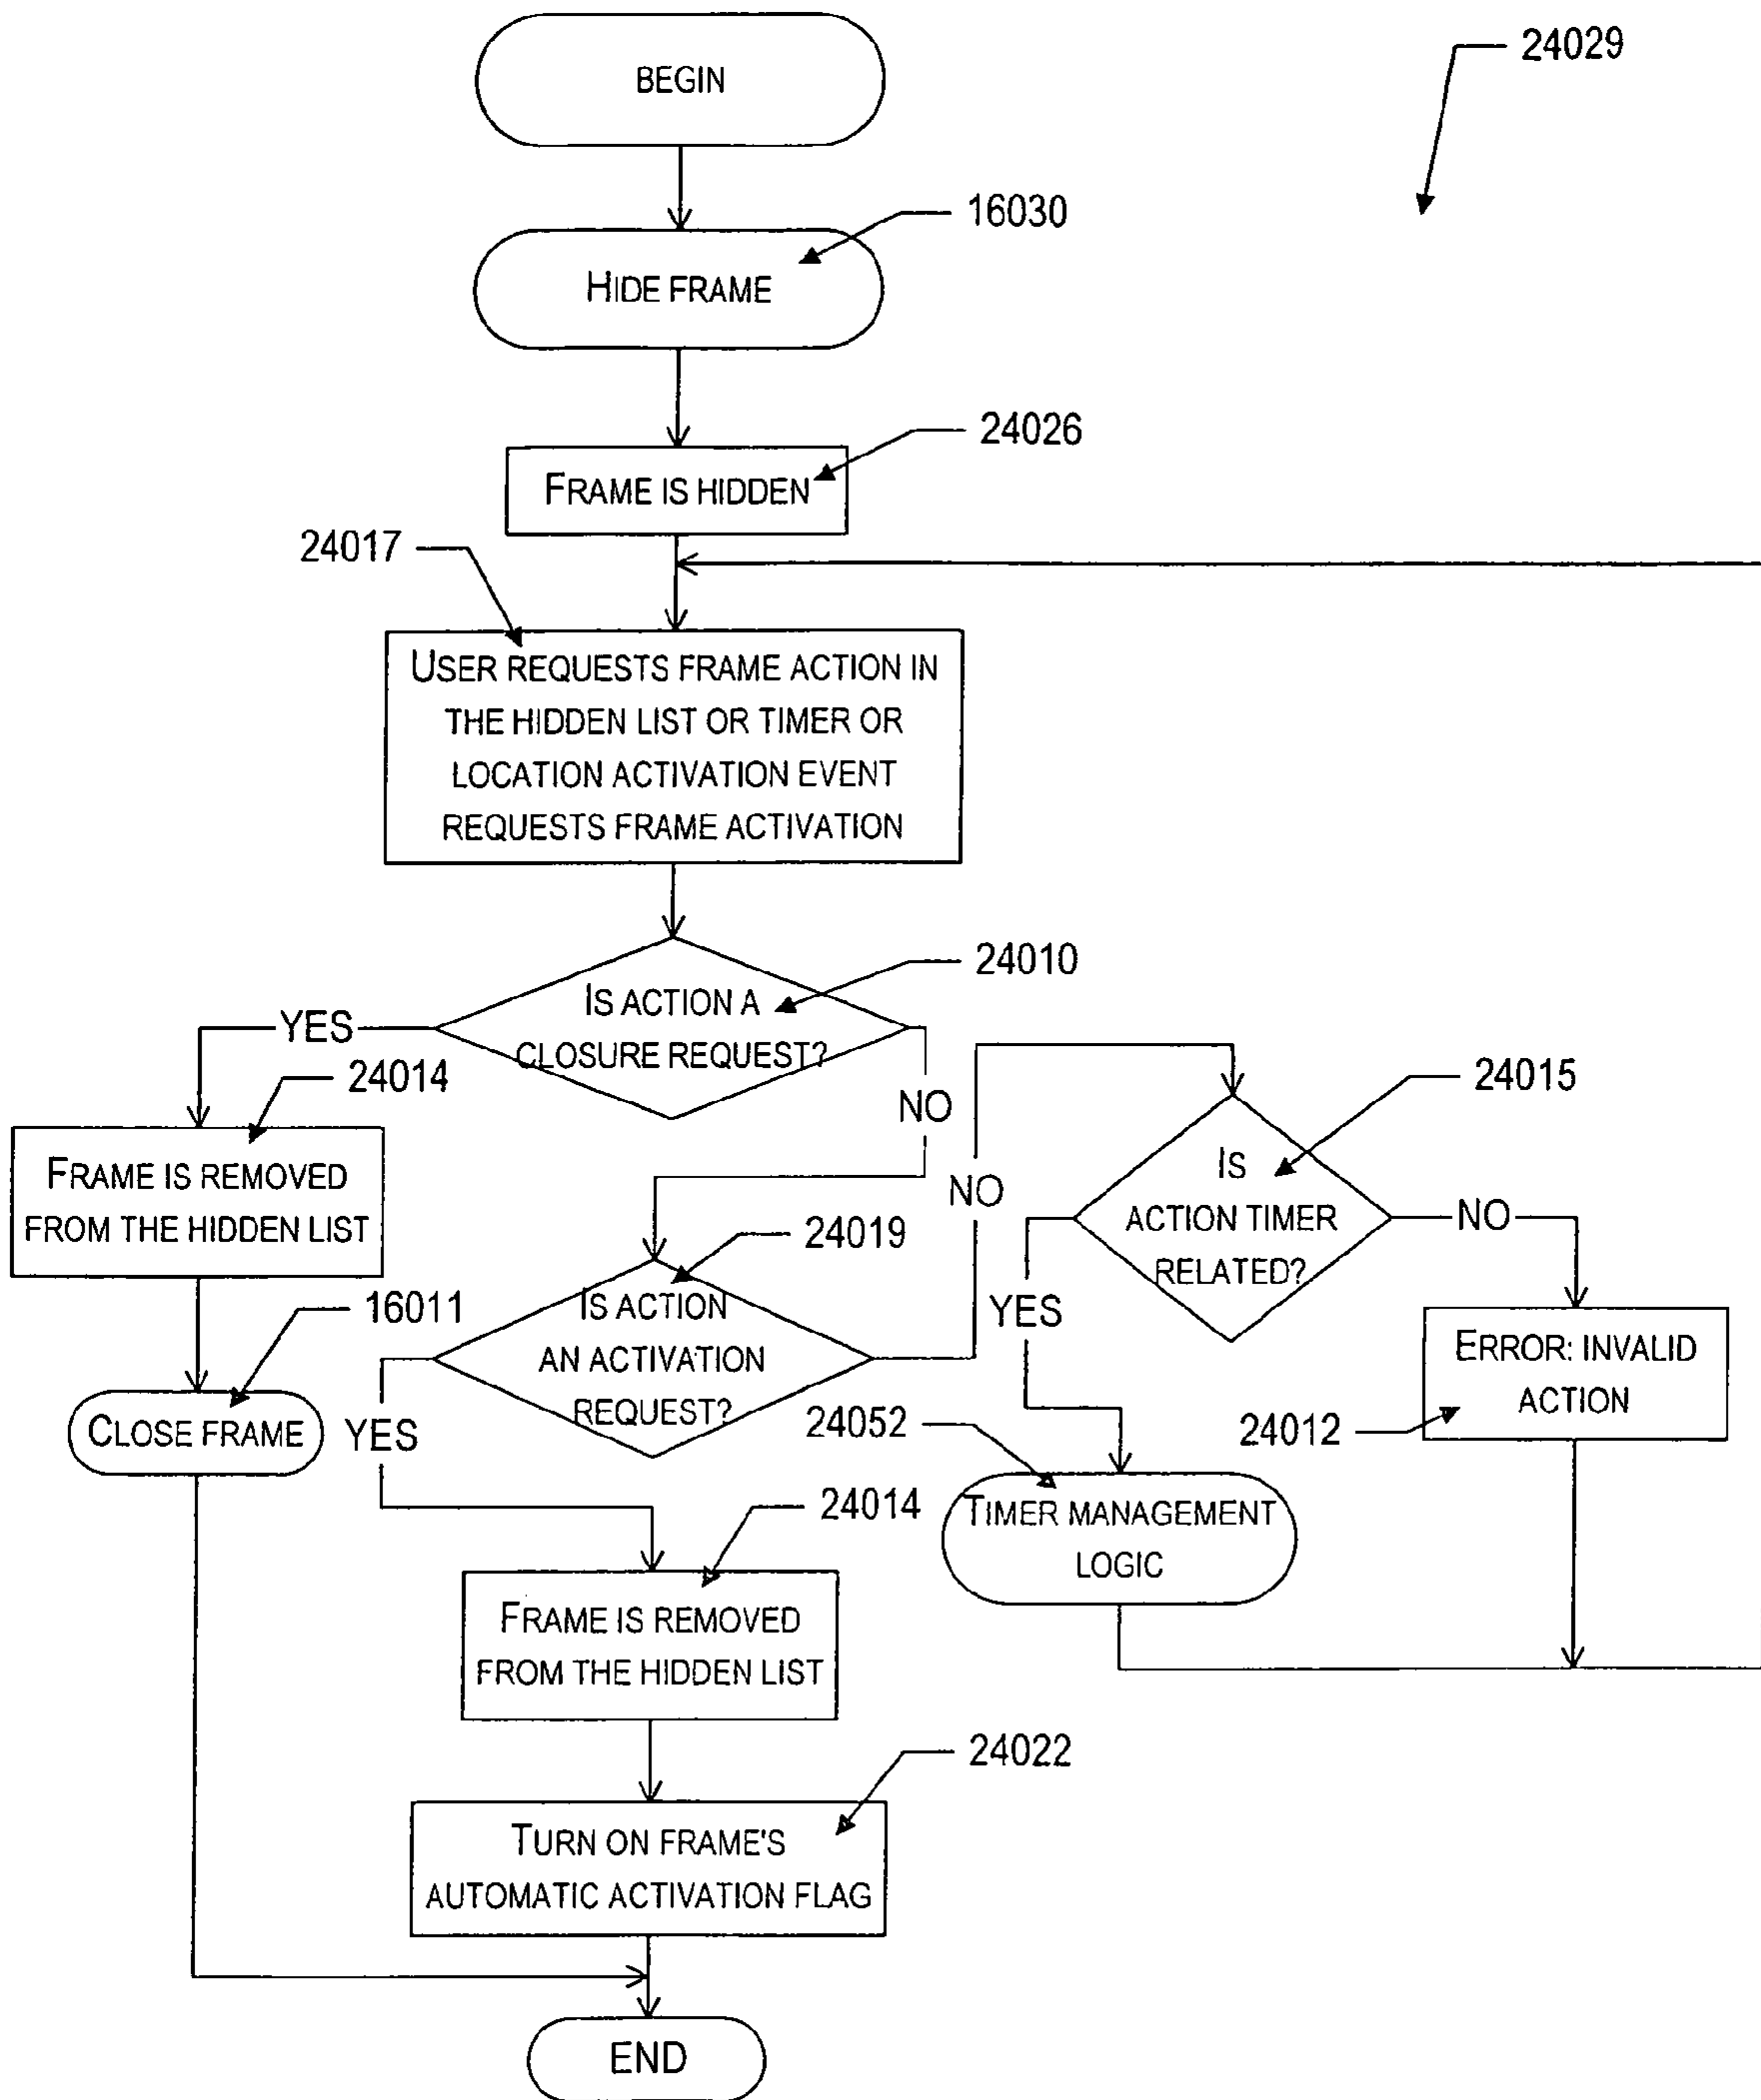 BEGIN
24029
16030
HIDE FRAME
24026
FRAME IS HIDDEN
24017
USER REQUESTS FRAME ACTION IN
THE HIDDEN LIST OR TIMER OR
LOCATION ACTIVATION EVENT
REQUESTS FRAME ACTIVATION
24010
IS ACTION A
CLOSURE REQUEST?
YES
NO
24014
FRAME IS REMOVED
FROM THE HIDDEN LIST
16011
CLOSE FRAME
24019
IS ACTION
AN ACTIVATION
REQUEST?
YES
NO
24015
IS
ACTION TIMER
RELATED?
YES
NO
24012
ERROR: INVALID
ACTION
24052
TIMER MANAGEMENT
LOGIC
24014
FRAME IS REMOVED
FROM THE HIDDEN LIST
24022
TURN ON FRAME'S
AUTOMATIC ACTIVATION FLAG
END